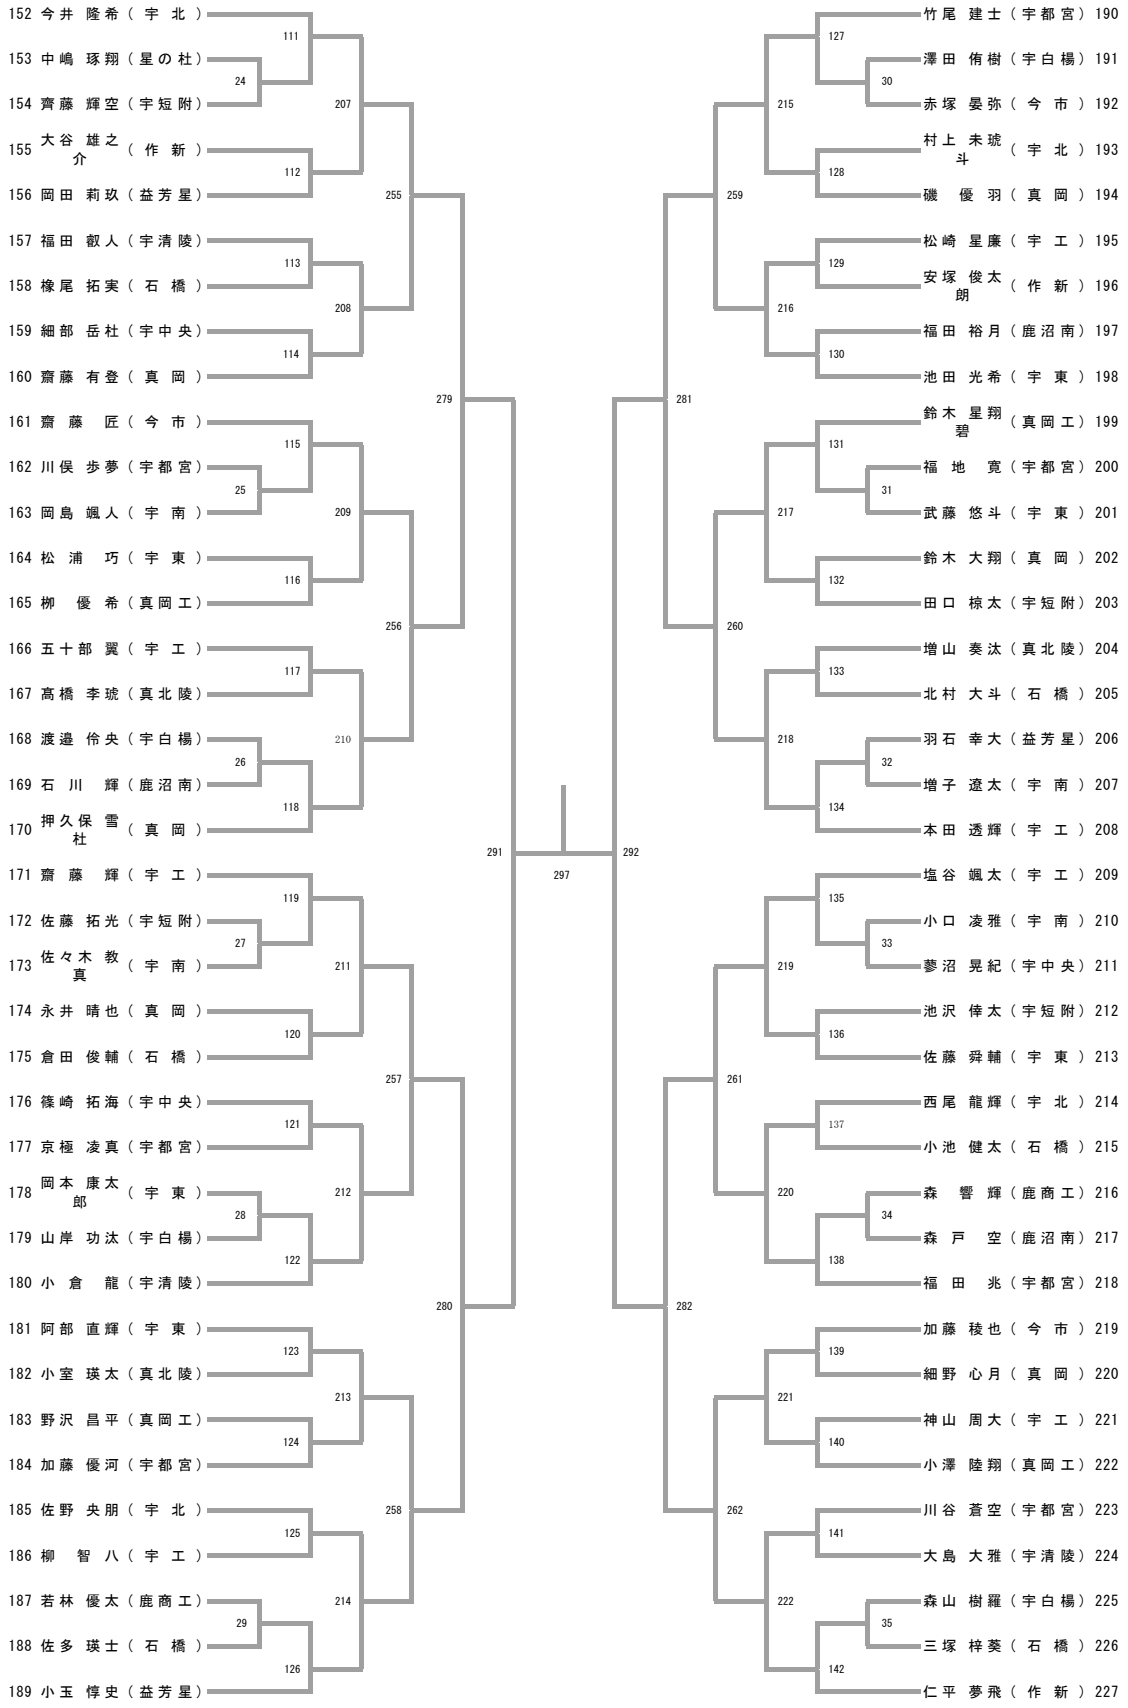 152 今井 隆希 (宇 北)
111
153 中嶋 琢翔 (星の杜)
24
154 齊藤 輝空 (宇短附)
207
155 大谷 雄之介 (作 新)
112
156 岡田 莉玖 (益芳星)
255
157 福田 叡人 (宇清陵)
113
158 橡尾 拓実 (石 橋)
208
159 細部 岳杜 (宇中央)
114
160 齋藤 有登 (真 岡)
279
161 齋藤 匠 (今 市)
115
162 川俣 歩夢 (宇都宮)
25
163 岡島 颯人 (宇 南)
209
164 松浦 巧 (宇 東)
116
165 栁 優希 (真岡工)
256
166 五十部 翼 (宇 工)
117
167 髙橋 李琥 (真北陵)
168 渡邉 伶央 (宇白楊)
210
26
169 石川 輝 (鹿沼南)
118
170 押久保 雪杜 (真 岡)
291
171 齋藤 輝 (宇 工)
119
172 佐藤 拓光 (宇短附)
27
173 佐々木 教真 (宇 南)
211
174 永井 晴也 (真 岡)
120
175 倉田 俊輔 (石 橋)
257
176 篠崎 拓海 (宇中央)
121
177 京極 凌真 (宇都宮)
178 岡本 康太郎 (宇 東)
212
28
179 山岸 功汰 (宇白楊)
122
180 小倉 龍 (宇清陵)
280
181 阿部 直輝 (宇 東)
123
182 小室 瑛太 (真北陵)
213
183 野沢 昌平 (真岡工)
124
184 加藤 優河 (宇都宮)
185 佐野 央朋 (宇 北)
258
125
186 柳 智八 (宇 工)
187 若林 優太 (鹿商工)
214
29
188 佐多 瑛士 (石 橋)
126
189 小玉 惇史 (益芳星)
297
竹尾 建士 (宇都宮) 190
127
澤田 侑樹 (宇白楊) 191
30
赤塚 晏弥 (今 市) 192
215
村上 未琥斗 (宇 北) 193
128
磯 優羽 (真 岡) 194
259
松崎 星廉 (宇 工) 195
129
安塚 俊太朗 (作 新) 196
216
福田 裕月 (鹿沼南) 197
130
池田 光希 (宇 東) 198
281
鈴木 星翔碧 (真岡工) 199
131
福地 寛 (宇都宮) 200
31
武藤 悠斗 (宇 東) 201
217
鈴木 大翔 (真 岡) 202
132
田口 椋太 (宇短附) 203
260
増山 奏汰 (真北陵) 204
133
北村 大斗 (石 橋) 205
羽石 幸大 (益芳星) 206
218
32
増子 遼太 (宇 南) 207
134
本田 透輝 (宇 工) 208
292
塩谷 颯太 (宇 工) 209
135
小口 凌雅 (宇 南) 210
33
蓼沼 晃紀 (宇中央) 211
219
池沢 倖太 (宇短附) 212
136
佐藤 舜輔 (宇 東) 213
261
西尾 龍輝 (宇 北) 214
137
小池 健太 (石 橋) 215
森 響輝 (鹿商工) 216
220
34
森戸 空 (鹿沼南) 217
138
福田 兆 (宇都宮) 218
282
加藤 稜也 (今 市) 219
139
細野 心月 (真 岡) 220
221
神山 周大 (宇 工) 221
140
小澤 陸翔 (真岡工) 222
川谷 蒼空 (宇都宮) 223
262
141
大島 大雅 (宇清陵) 224
森山 樹羅 (宇白楊) 225
222
35
三塚 梓葵 (石 橋) 226
142
仁平 夢飛 (作 新) 227